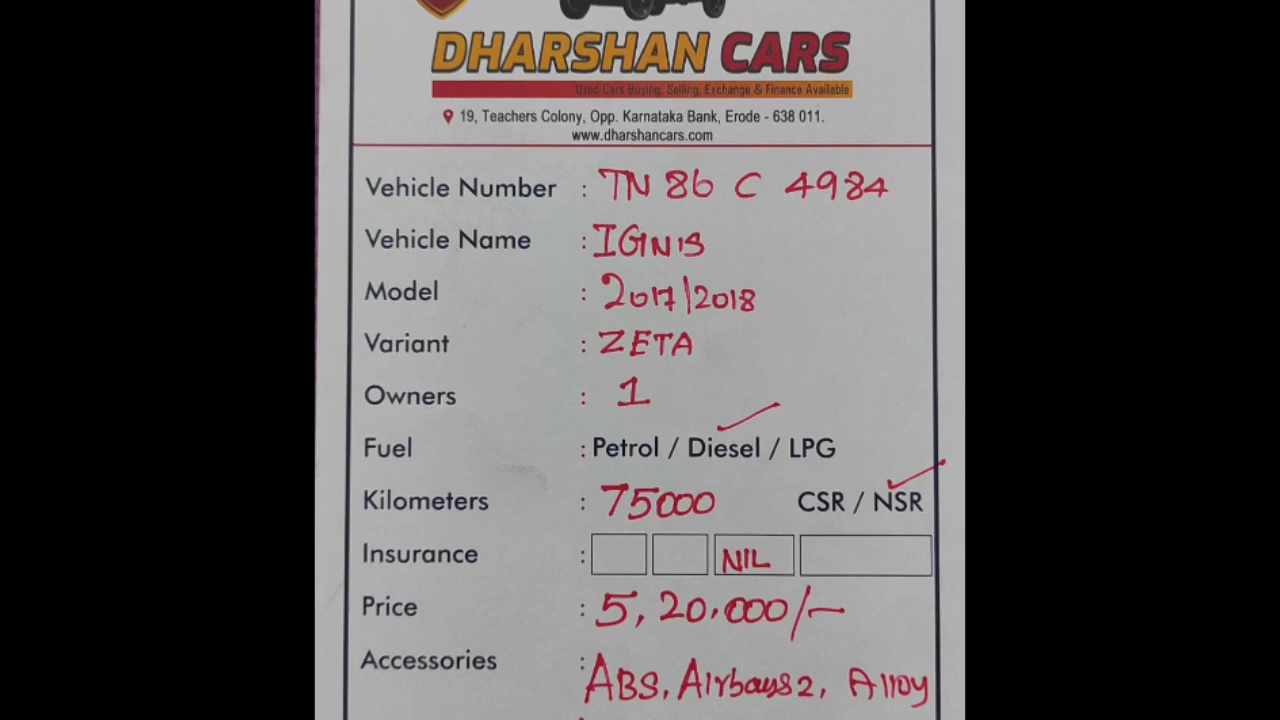 DHARSHAN CARS
Used Cars Buying, Selling, Exchange & Finance Available
19, Teachers Colony, Opp. Karnataka Bank, Erode - 638 011.
www.dharshancars.com
Vehicle Number : TN 86 C 4984
Vehicle Name : IGNIS
Model : 2017/2018
Variant : ZETA
Owners : 1
Fuel : Petrol / Diesel / LPG
Kilometers : 75000 CSR / NSR
Insurance : NIL
Price : 5,20,000/-
Accessories : ABS, Airbags 2, Alloy